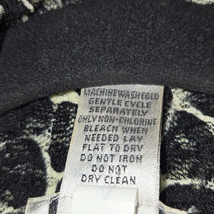 MACHINE WASH COLD
GENTLE CYCLE
SEPARATELY
ONLY NON-CHLORINE
BLEACH WHEN
NEEDED LAY
FLAT TO DRY
DO NOT IRON
DO NOT
DRY CLEAN